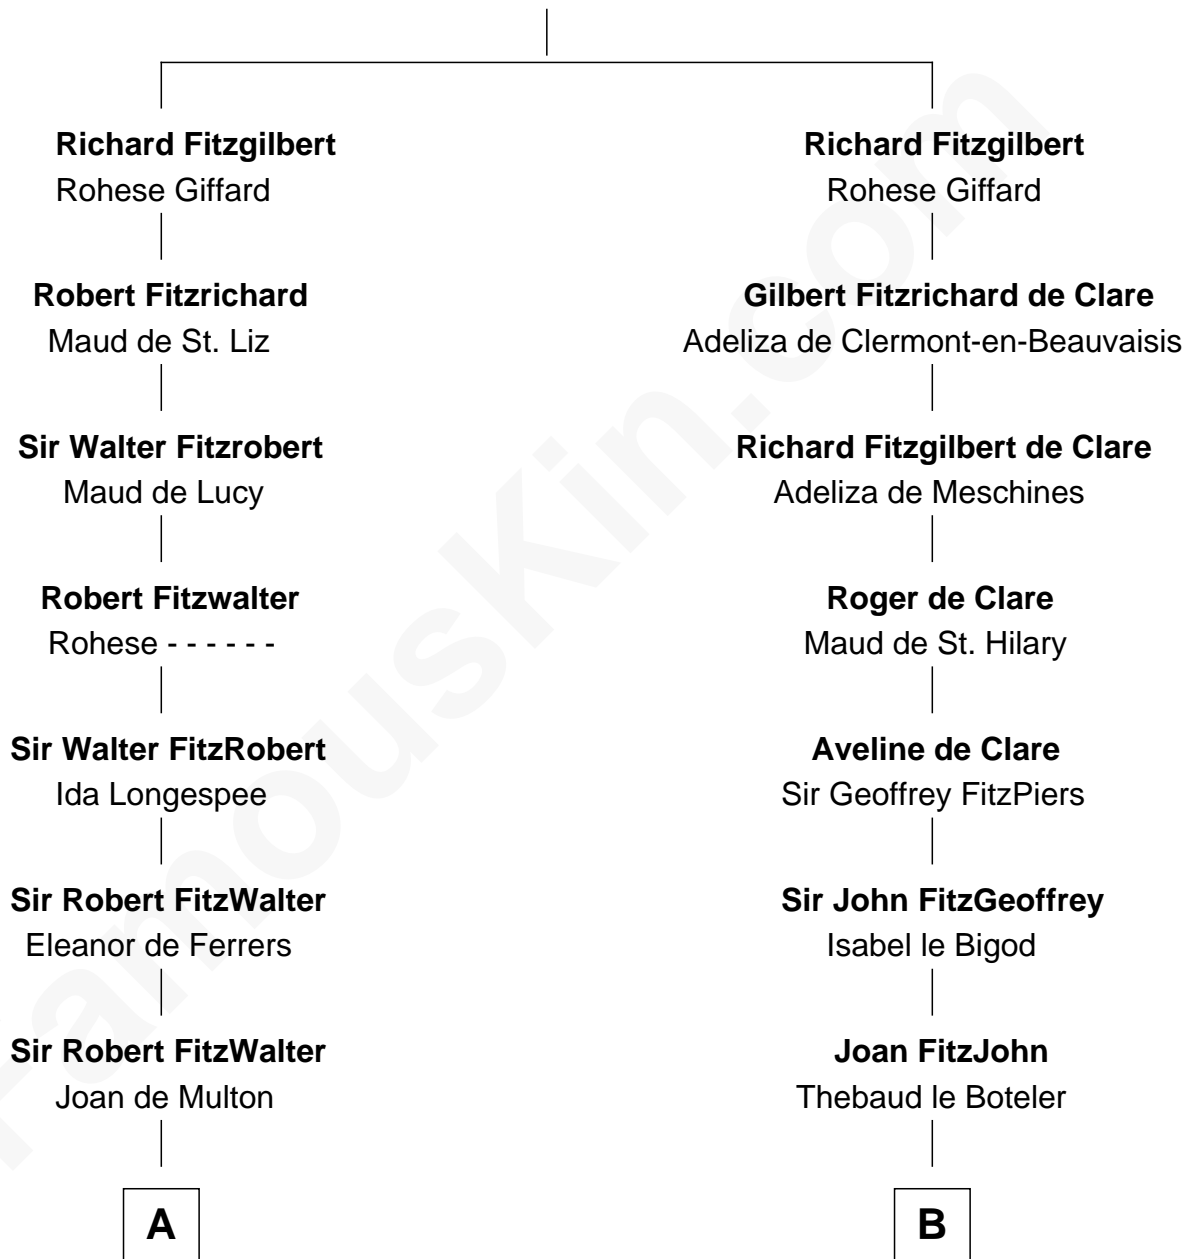 Richard Fitzgilbert
Rohese Giffard
Robert Fitzrichard
Maud de St. Liz
Sir Walter Fitzrobert
Maud de Lucy
Robert Fitzwalter
Rohese - - - - - -
Sir Walter FitzRobert
Ida Longespee
Sir Robert FitzWalter
Eleanor de Ferrers
Sir Robert FitzWalter
Joan de Multon
A
Richard Fitzgilbert
Rohese Giffard
Gilbert Fitzrichard de Clare
Adeliza de Clermont-en-Beauvaisis
Richard Fitzgilbert de Clare
Adeliza de Meschines
Roger de Clare
Maud de St. Hilary
Aveline de Clare
Sir Geoffrey FitzPiers
Sir John FitzGeoffrey
Isabel le Bigod
Joan FitzJohn
Thebaud le Boteler
B
FamousKin.com